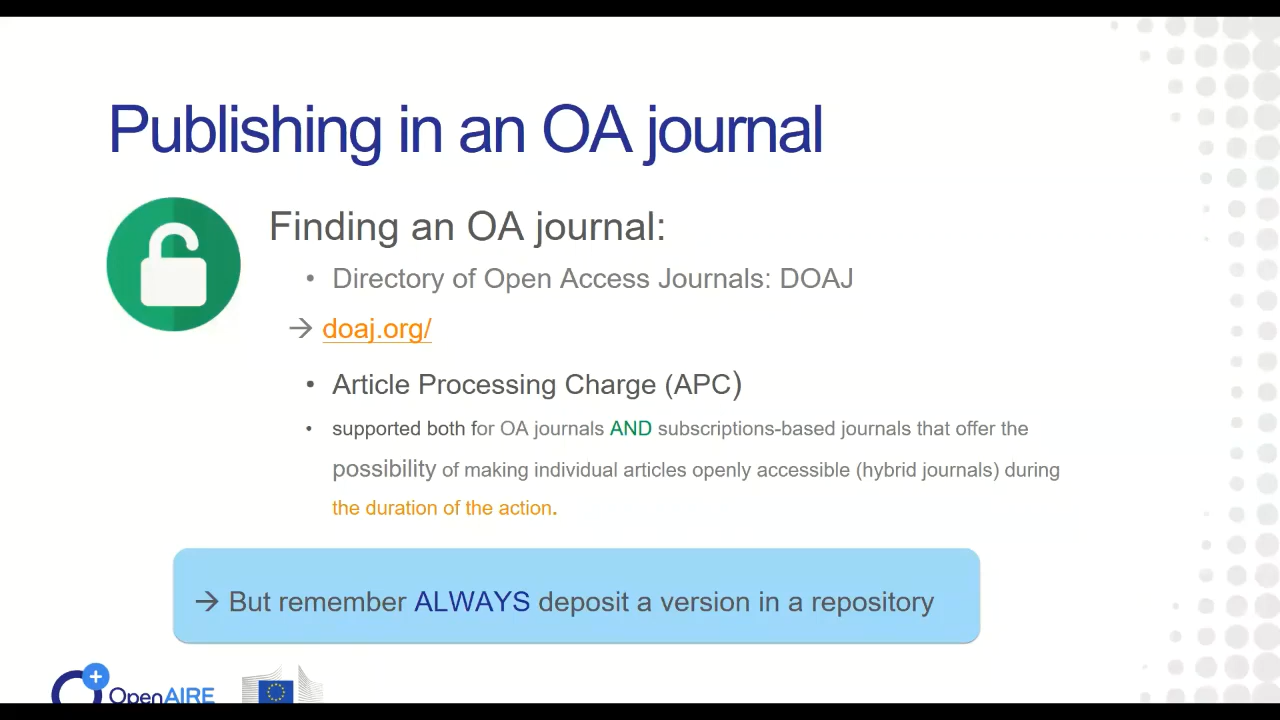 Publishing in an OA journal
Finding an OA journal:
• Directory of Open Access Journals: DOAJ
→ doaj.org/
• Article Processing Charge (APC)
• supported both for OA journals AND subscriptions-based journals that offer the
possibility of making individual articles openly accessible (hybrid journals) during
the duration of the action.
→ But remember ALWAYS deposit a version in a repository
OpenAIRE